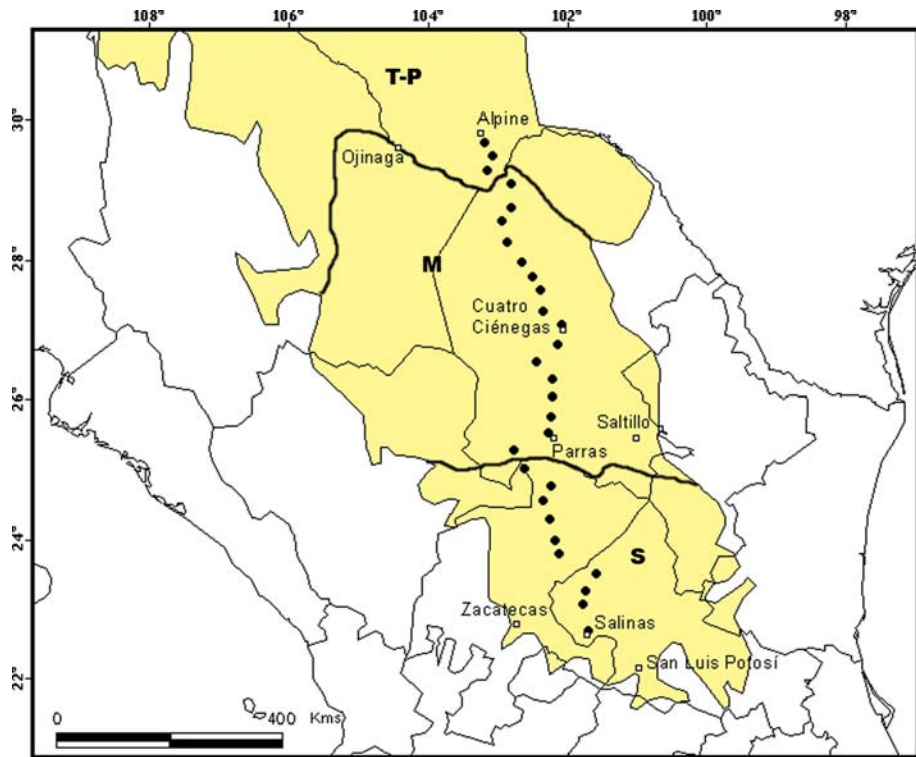 108° 106° 104° 102° 100° 98°
T-P
30°
Alpine
Ojinaga
28°
M
Cuatro
Ciénegas
26°
Saltillo
Parras
24°
S
Zacatecas
Salinas
22°
San Luis Potosí
0 400 Kms